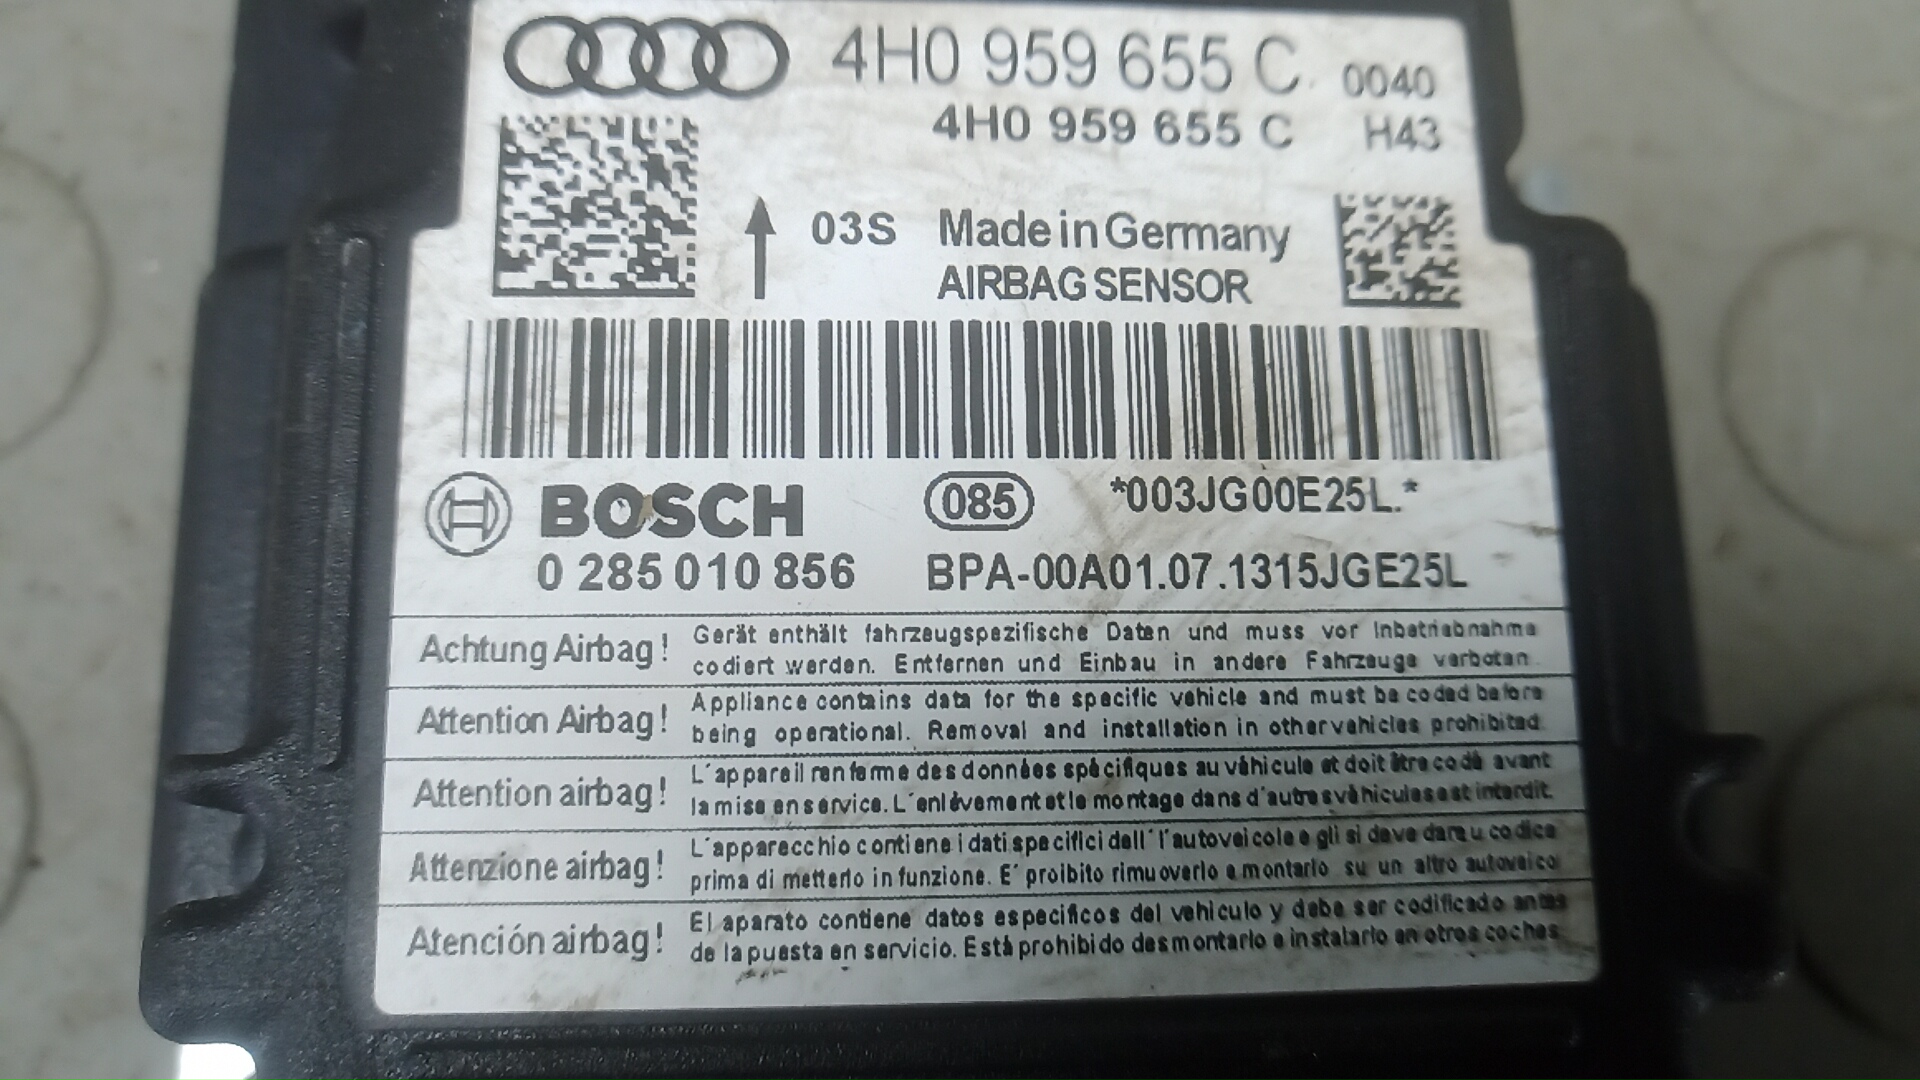 4H0 959 655 C 0040
4H0 959 655 C H43
03S Made in Germany
AIRBAG SENSOR
BOSCH 085 *003JG00E25L.*
0 285 010 856 BPA-00A01.07.1315JGE25L
Achtung Airbag! Gerät enthält fahrzeugspezifische Daten und muss vor Inbetriebnahme
codiert werden. Entfernen und Einbau in andere Fahrzeuge verboten.
Attention Airbag! Appliance contains data for the specific vehicle and must be coded before
being operational. Removal and installation in other vehicles prohibited.
Attention airbag! L'appareil renferme des données spécifiques au véhicule et doit être codé avant
la mise en service. L'enlèvement et le montage dans d'autres véhicules est interdit.
Attenzione airbag! L'apparecchio contiene i dati specifici dell' l'autoveicolo e gli si deve dare u codice
prima di metterlo in funzione. E' proibito rimuoverlo e montarlo su un altro autoveicol
Atención airbag! El aparato contiene datos especificos del vehiculo y debe ser codificado antes
de la puesta en servicio. Está prohibido desmontarlo e instalarlo en otros coches